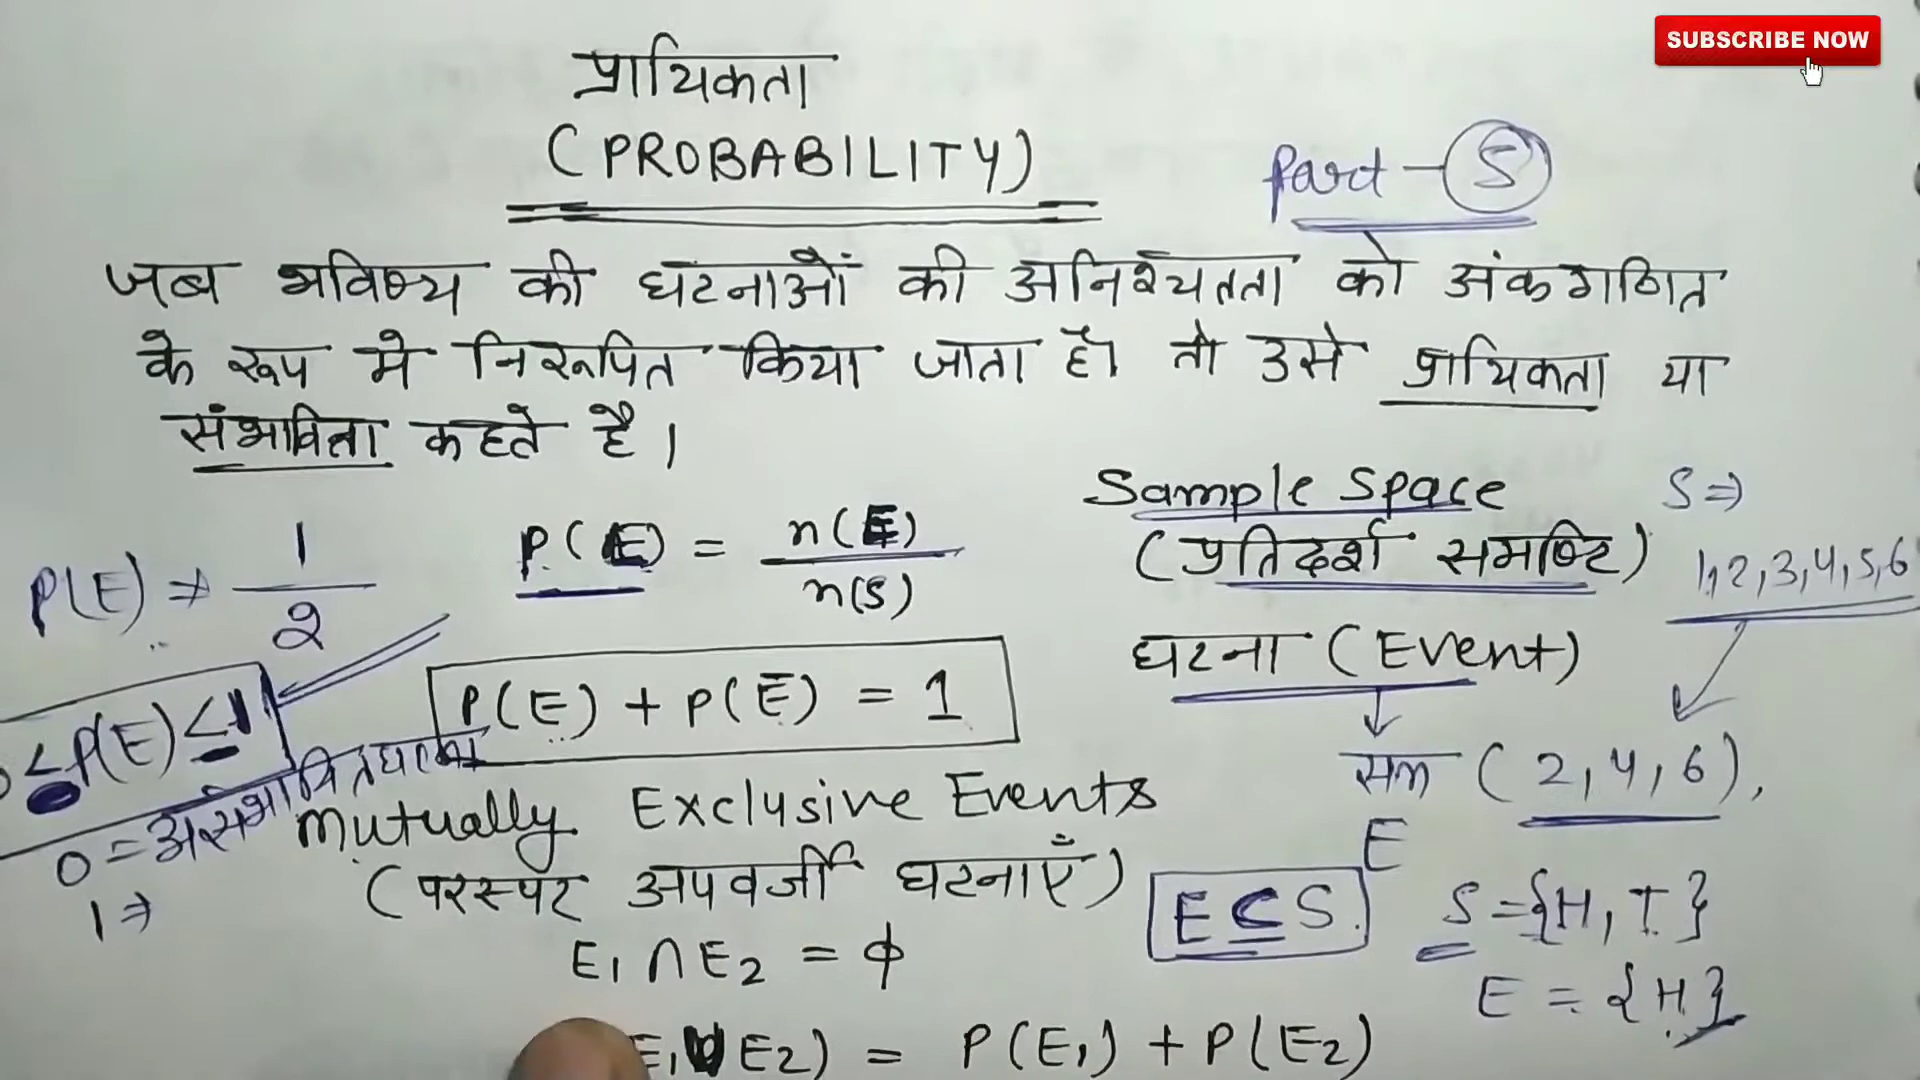 SUBSCRIBE NOW
प्रायिकता
(PROBABILITY)
Part - 5
जब भविष्य की घटनाओं की अनिश्चितता को अंकगणित
के रूप मे निरूपित किया जाता है। तो उसे प्रायिकता या
संभाविता कहते है।
Sample Space
(प्रतिदर्श समष्टि)
S ⇒
1,2,3,4,5,6
P(E) = n(E)/n(S)
P(E) ⇒ 1/2
घटना (Event)
P(E) + P(Ē) = 1
≤ P(E) ≤ 1
सम (2, 4, 6),
E
0 = असंभावित घटना
1 ⇒
Mutually Exclusive Events
(परस्पर अपवर्जी घटनाएँ)
E ⊂ S.
S = {H, T}
E = {H}
E₁ ∩ E₂ = ϕ
E₁ ∪ E₂) = P(E₁) + P(E₂)